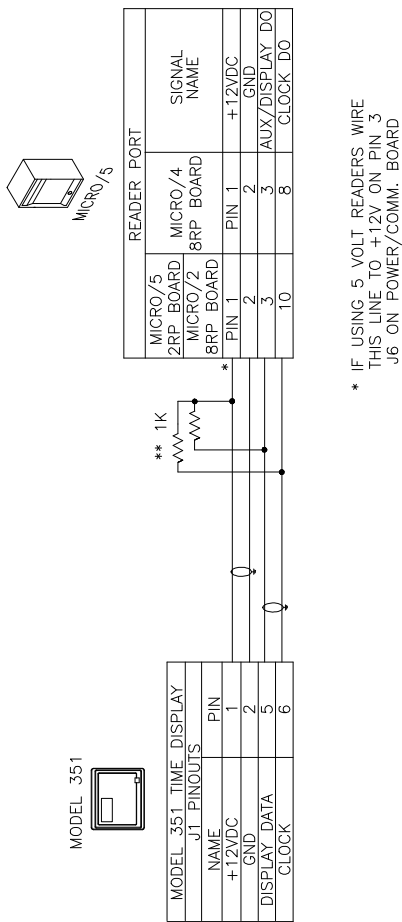 MODEL 351
MODEL 351 TIME DISPLAY
J1 PINOUTS
NAME PIN
+12VDC 1
GND 2
DISPLAY DATA 5
CLOCK 6
** 1K
*
MICRO/5
READER PORT
MICRO/5
2RP BOARD
MICRO/2
8RP BOARD
MICRO/4
8RP BOARD
SIGNAL
NAME
PIN 1 PIN 1 +12VDC
2 2 GND
3 3 AUX/DISPLAY DO
10 8 CLOCK DO
* IF USING 5 VOLT READERS WIRE
THIS LINE TO +12V ON PIN 3
J6 ON POWER/COMM. BOARD